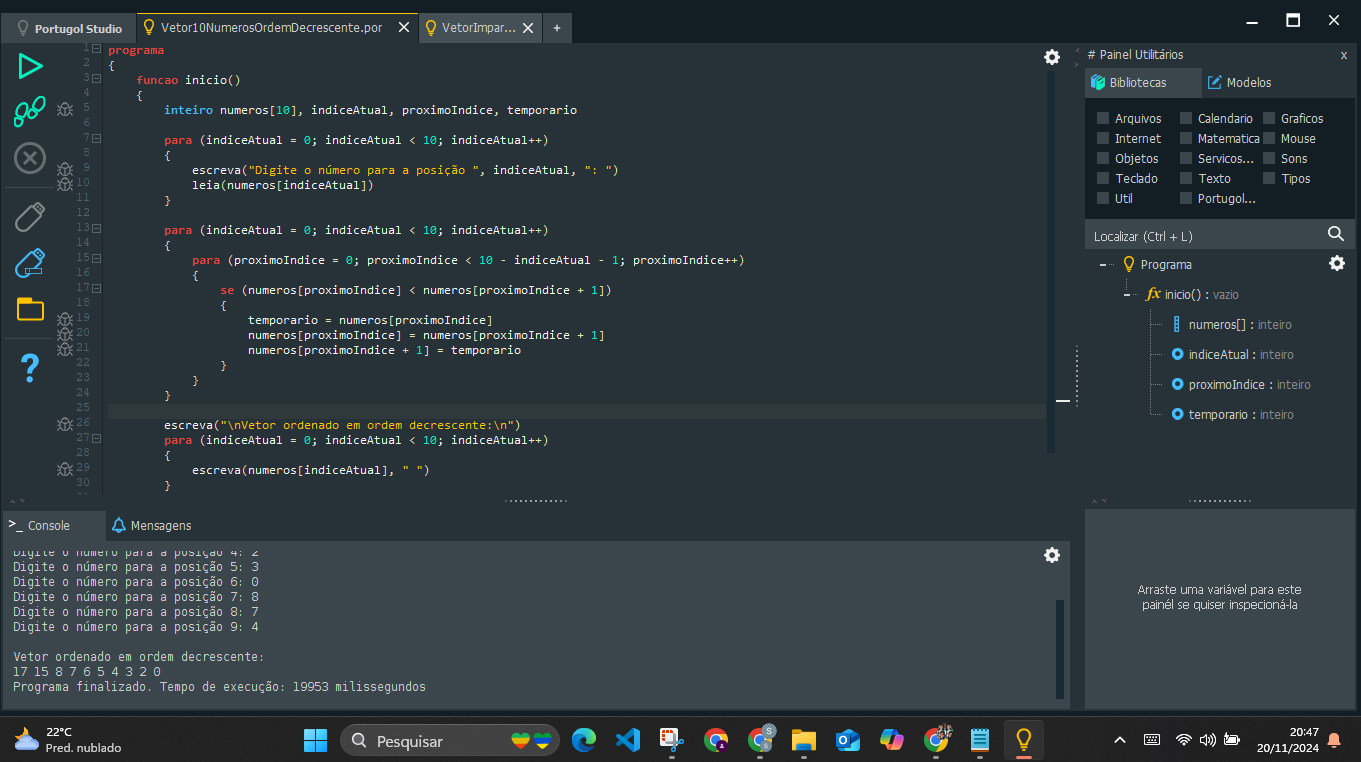 Portugol Studio
Vetor10NumerosOrdemDecrescente.por
VetorImpar...
+
1 programa
2 {
3 funcao inicio()
4 {
5 inteiro numeros[10], indiceAtual, proximoIndice, temporario
6
7 para (indiceAtual = 0; indiceAtual < 10; indiceAtual++)
8 {
9 escreva("Digite o número para a posição ", indiceAtual, ": ")
10 leia(numeros[indiceAtual])
11 }
12
13 para (indiceAtual = 0; indiceAtual < 10; indiceAtual++)
14 {
15 para (proximoIndice = 0; proximoIndice < 10 - indiceAtual - 1; proximoIndice++)
16 {
17 se (numeros[proximoIndice] < numeros[proximoIndice + 1])
18 {
19 temporario = numeros[proximoIndice]
20 numeros[proximoIndice] = numeros[proximoIndice + 1]
21 numeros[proximoIndice + 1] = temporario
22 }
23 }
24 }
25
26 escreva("\nVetor ordenado em ordem decrescente:\n")
27 para (indiceAtual = 0; indiceAtual < 10; indiceAtual++)
28 {
29 escreva(numeros[indiceAtual], " ")
30 }
# Painel Utilitários
x
Bibliotecas
Modelos
Arquivos Calendario Graficos
Internet Matematica Mouse
Objetos Servicos... Sons
Teclado Texto Tipos
Util Portugol...
Localizar (Ctrl + L)
Programa
fx inicio() : vazio
numeros[] : inteiro
indiceAtual : inteiro
proximoIndice : inteiro
temporario : inteiro
Arraste uma variável para este
painél se quiser inspecioná-la
>_ Console
Mensagens
Digite o número para a posição 4: 2
Digite o número para a posição 5: 3
Digite o número para a posição 6: 0
Digite o número para a posição 7: 8
Digite o número para a posição 8: 7
Digite o número para a posição 9: 4
Vetor ordenado em ordem decrescente:
17 15 8 7 6 5 4 3 2 0
Programa finalizado. Tempo de execução: 19953 milissegundos
22°C
Pred. nublado
Pesquisar
20:47
20/11/2024